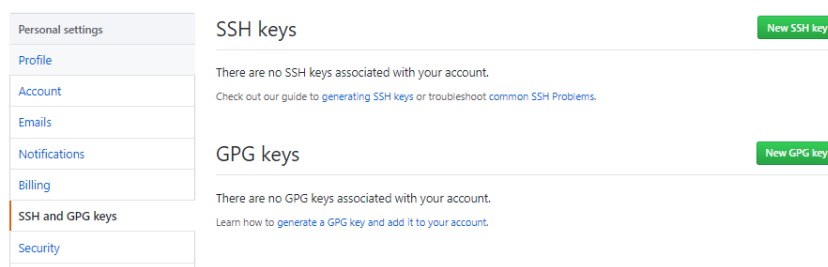 Personal settings
Profile
Account
Emails
Notifications
Billing
SSH and GPG keys
Security
SSH keys
New SSH key
There are no SSH keys associated with your account.
Check out our guide to generating SSH keys or troubleshoot common SSH Problems.
GPG keys
New GPG key
There are no GPG keys associated with your account.
Learn how to generate a GPG key and add it to your account.